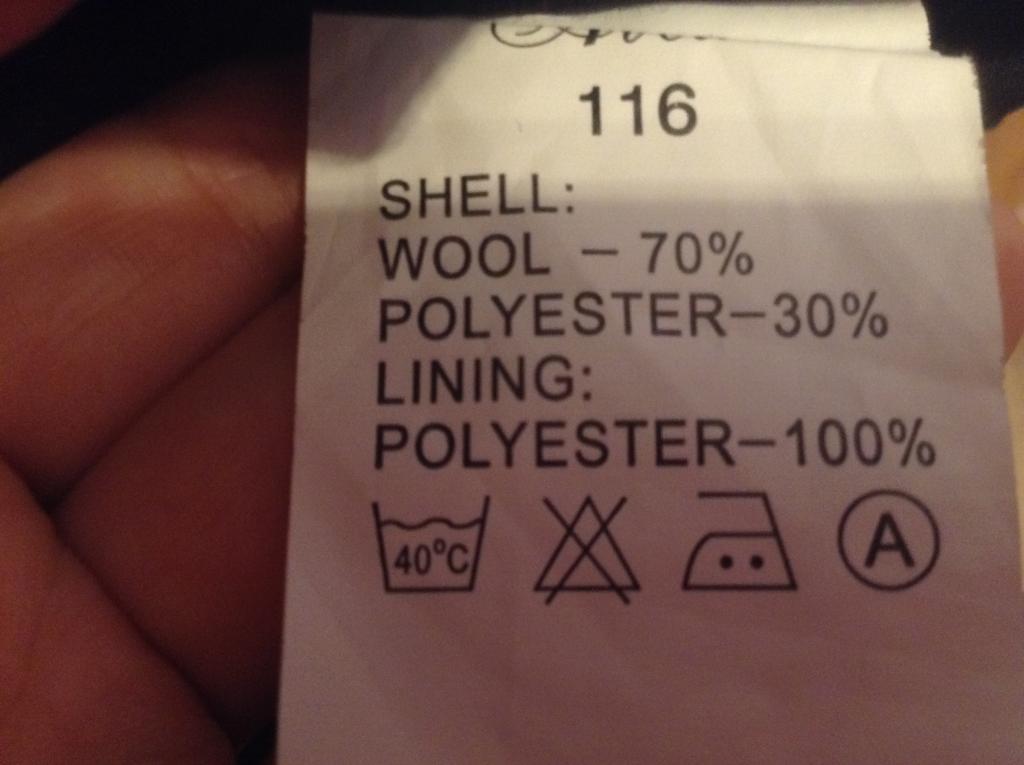 116
SHELL:
WOOL – 70%
POLYESTER–30%
LINING:
POLYESTER–100%
40°C
A